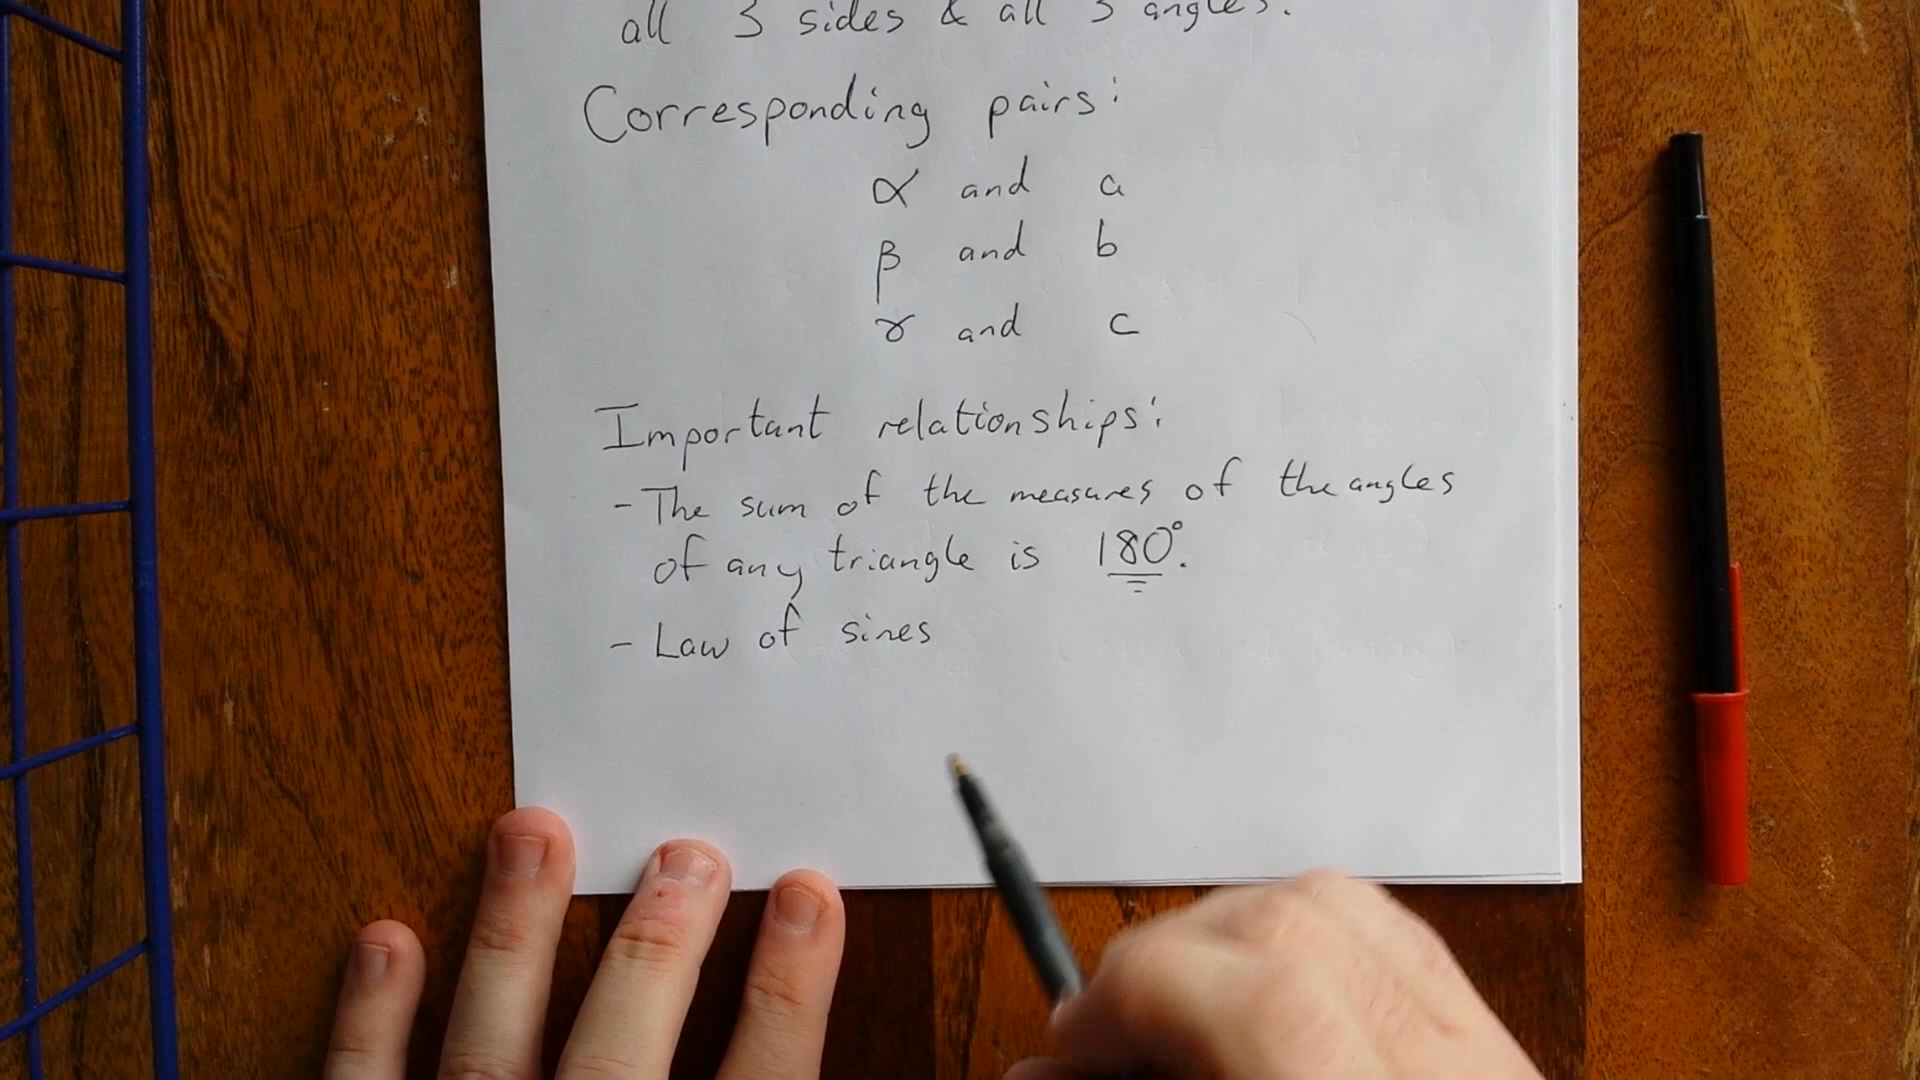 all 3 sides & all 3 angles.
Corresponding pairs:
α and a
β and b
γ and c
Important relationships:
- The sum of the measures of the angles
of any triangle is 180°.
- Law of sines